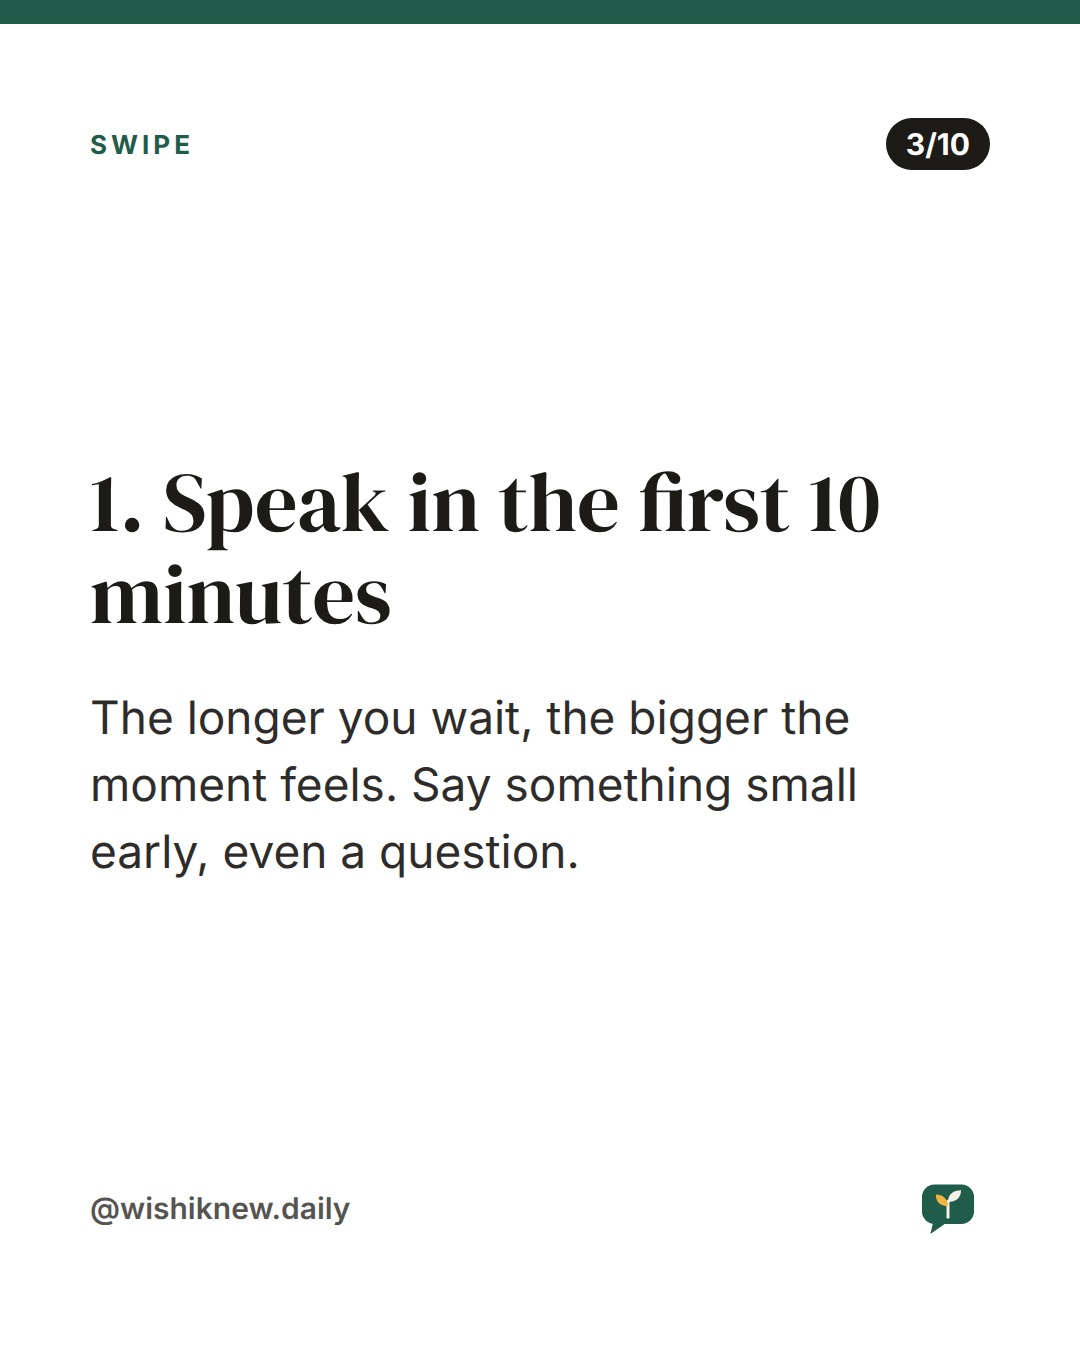 SWIPE
3/10
1. Speak in the first 10
minutes
The longer you wait, the bigger the
moment feels. Say something small
early, even a question.
@wishiknew.daily